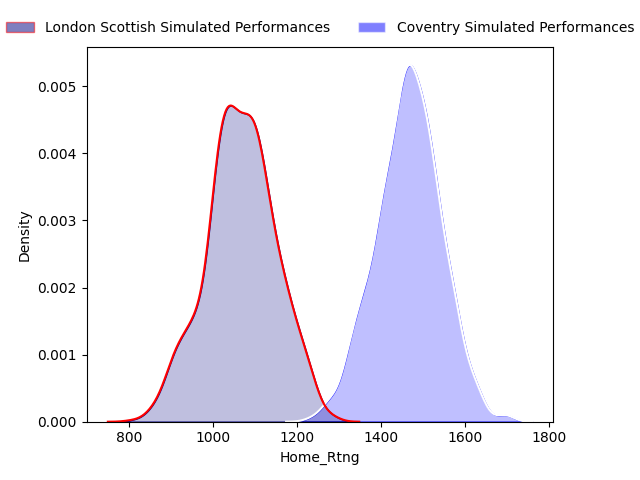 London Scottish Simulated Performances Coventry Simulated Performances
0.005
0.004
0.003
0.002
0.001
0.000
Density
800 1000 1200 1400 1600 1800
Home_Rtng